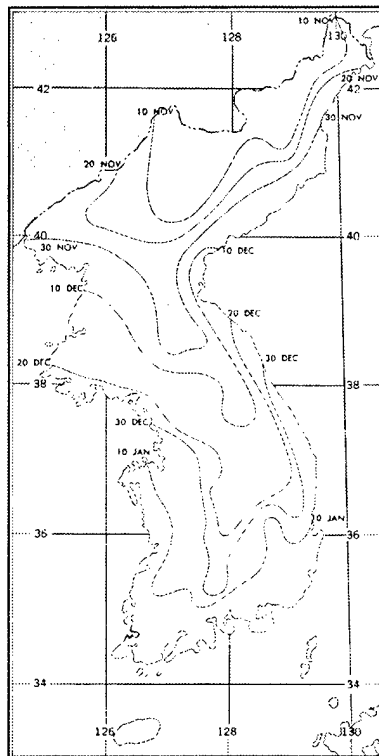 10 NOV
126
128
130
42
42
10 NOV
20 NOV
30 NOV
20 NOV
40
40
30 NOV
10 DEC
10 DEC
20 DEC
20 DEC
30 DEC
38
38
30 DEC
10 JAN
10 JAN
36
36
34
34
126
128
130